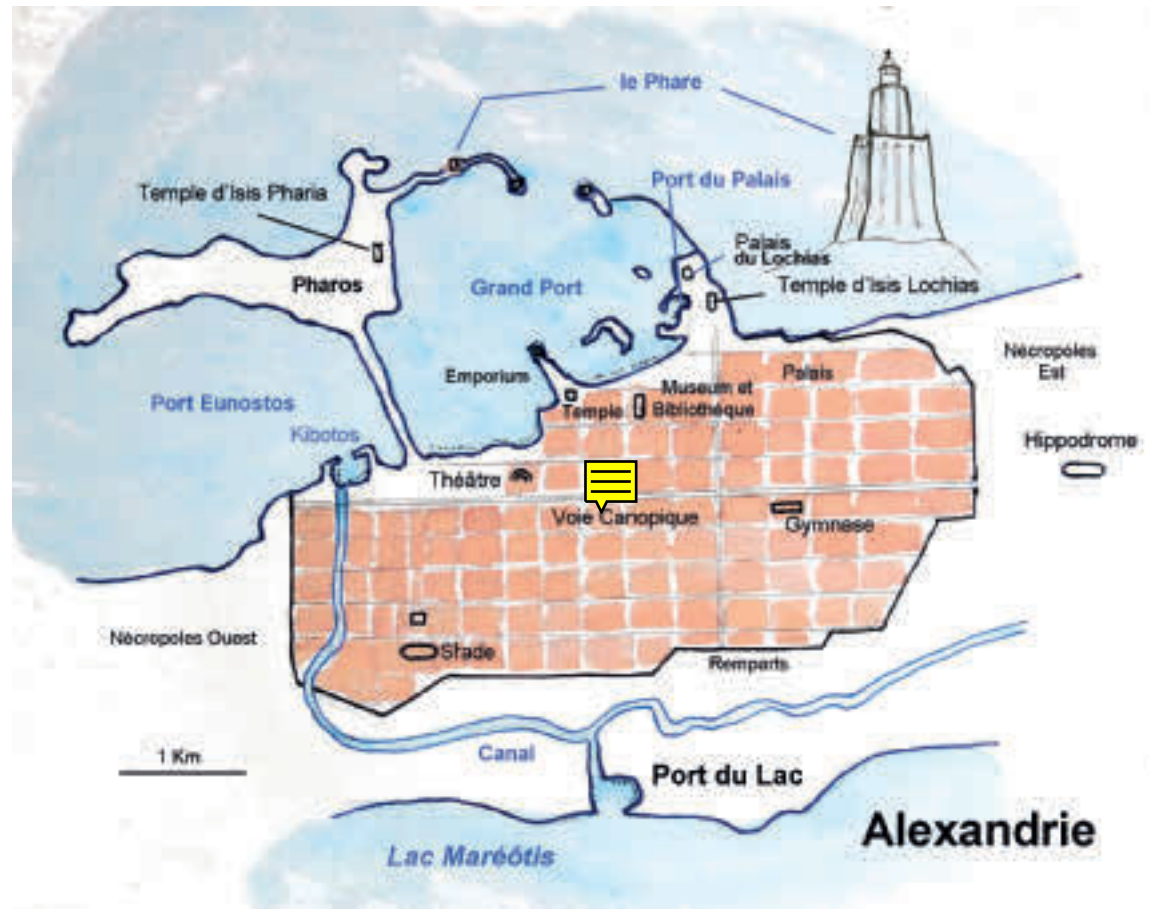 le Phare
Port du Palais
Temple d'Isis Pharia
Palais
du Lochias
Temple d'Isis Lochias
Pharos
Grand Port
Nécropoles
Est
Emporium
Palais
Museum et
Bibliothèque
Temple
Port Eunostos
Kibotos
Hippodrome
Théâtre
Voie Canopique
Gymnase
Nécropoles Ouest
Stade
Remparts
1 Km
Canal
Port du Lac
Alexandrie
Lac Maréôtis